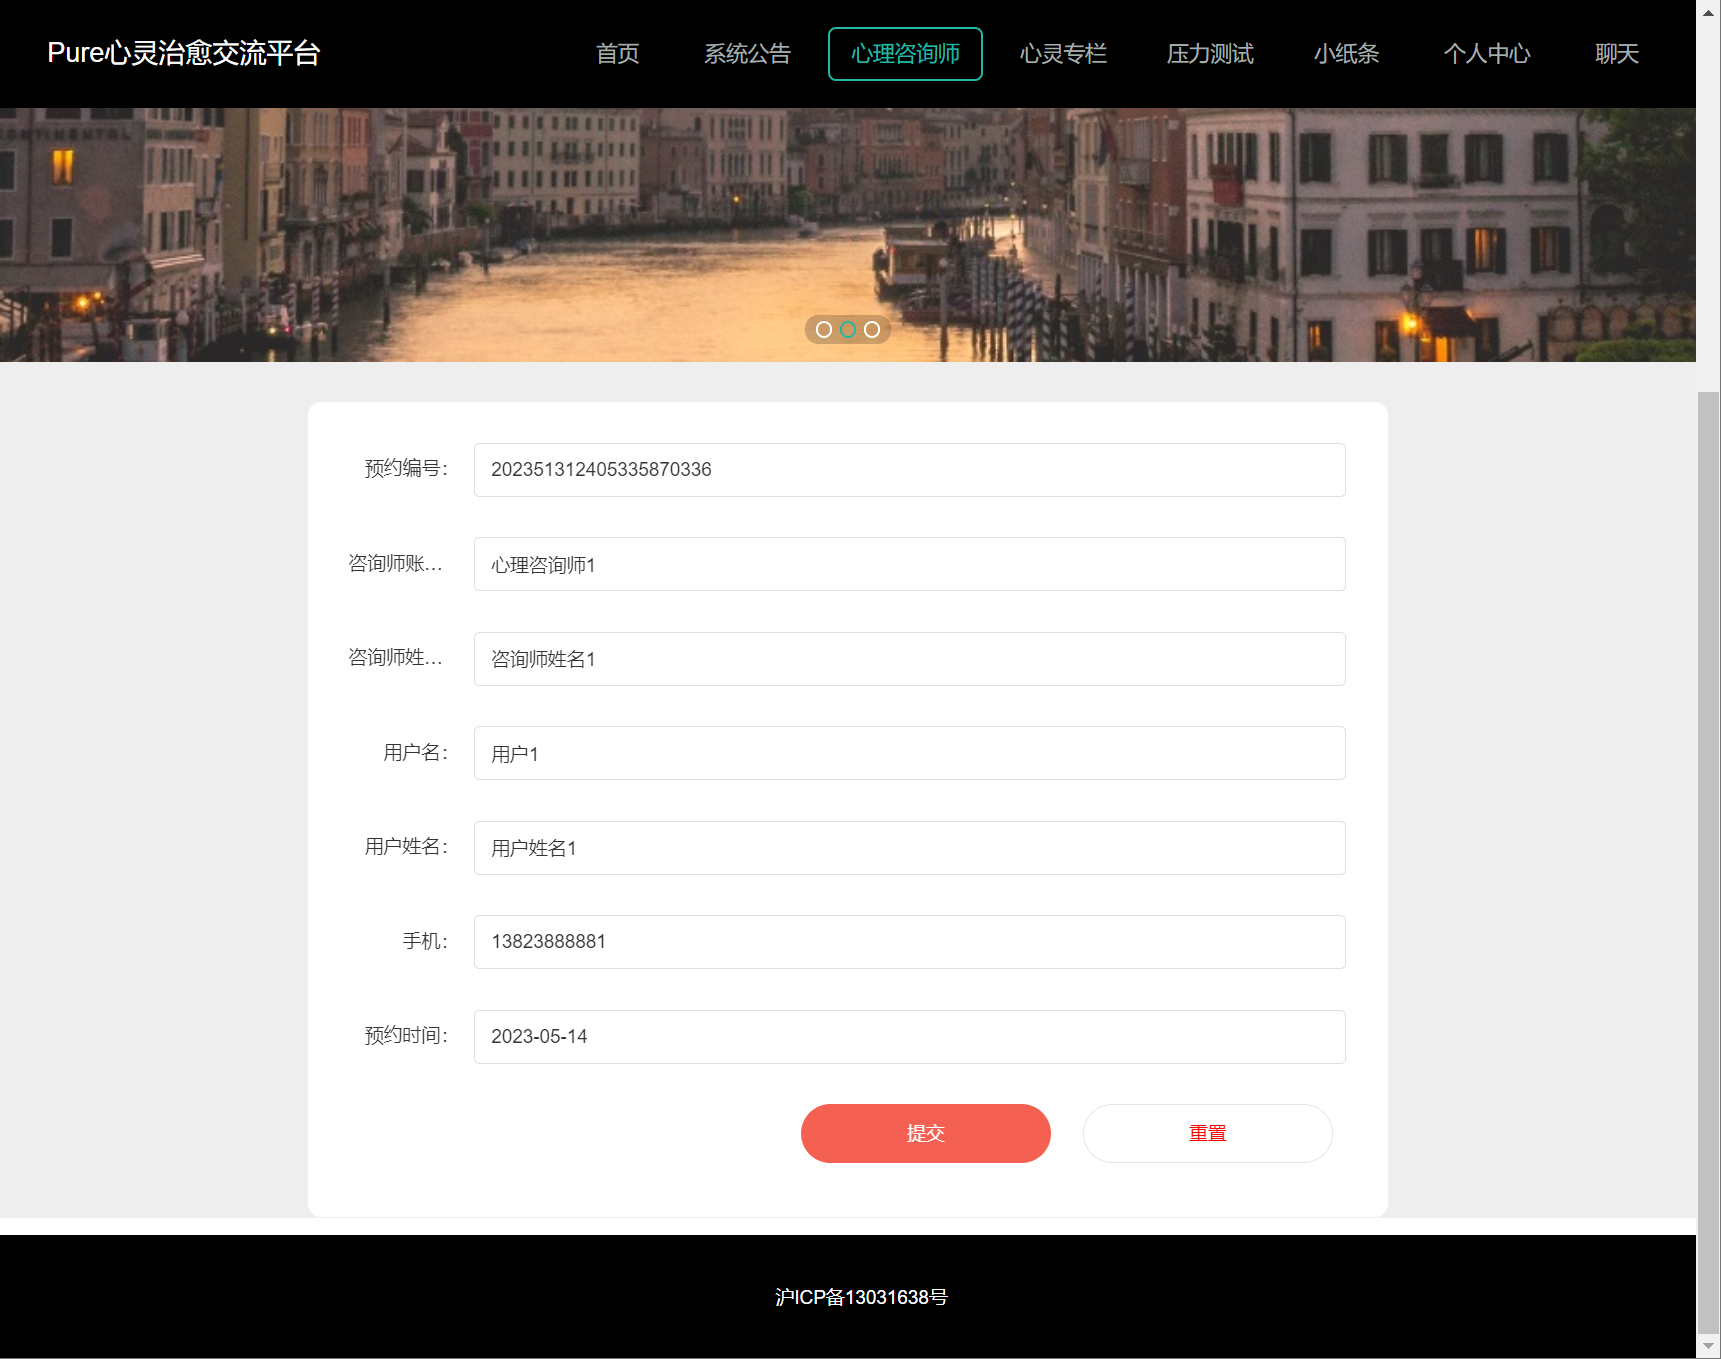 Pure心灵治愈交流平台
首页
系统公告
心理咨询师
心灵专栏
压力测试
小纸条
个人中心
聊天
CONTINENTAL
预约编号：
202351312405335870336
咨询师账...
心理咨询师1
咨询师姓...
咨询师姓名1
用户名：
用户1
用户姓名：
用户姓名1
手机：
13823888881
预约时间：
2023-05-14
提交
重置
沪ICP备13031638号